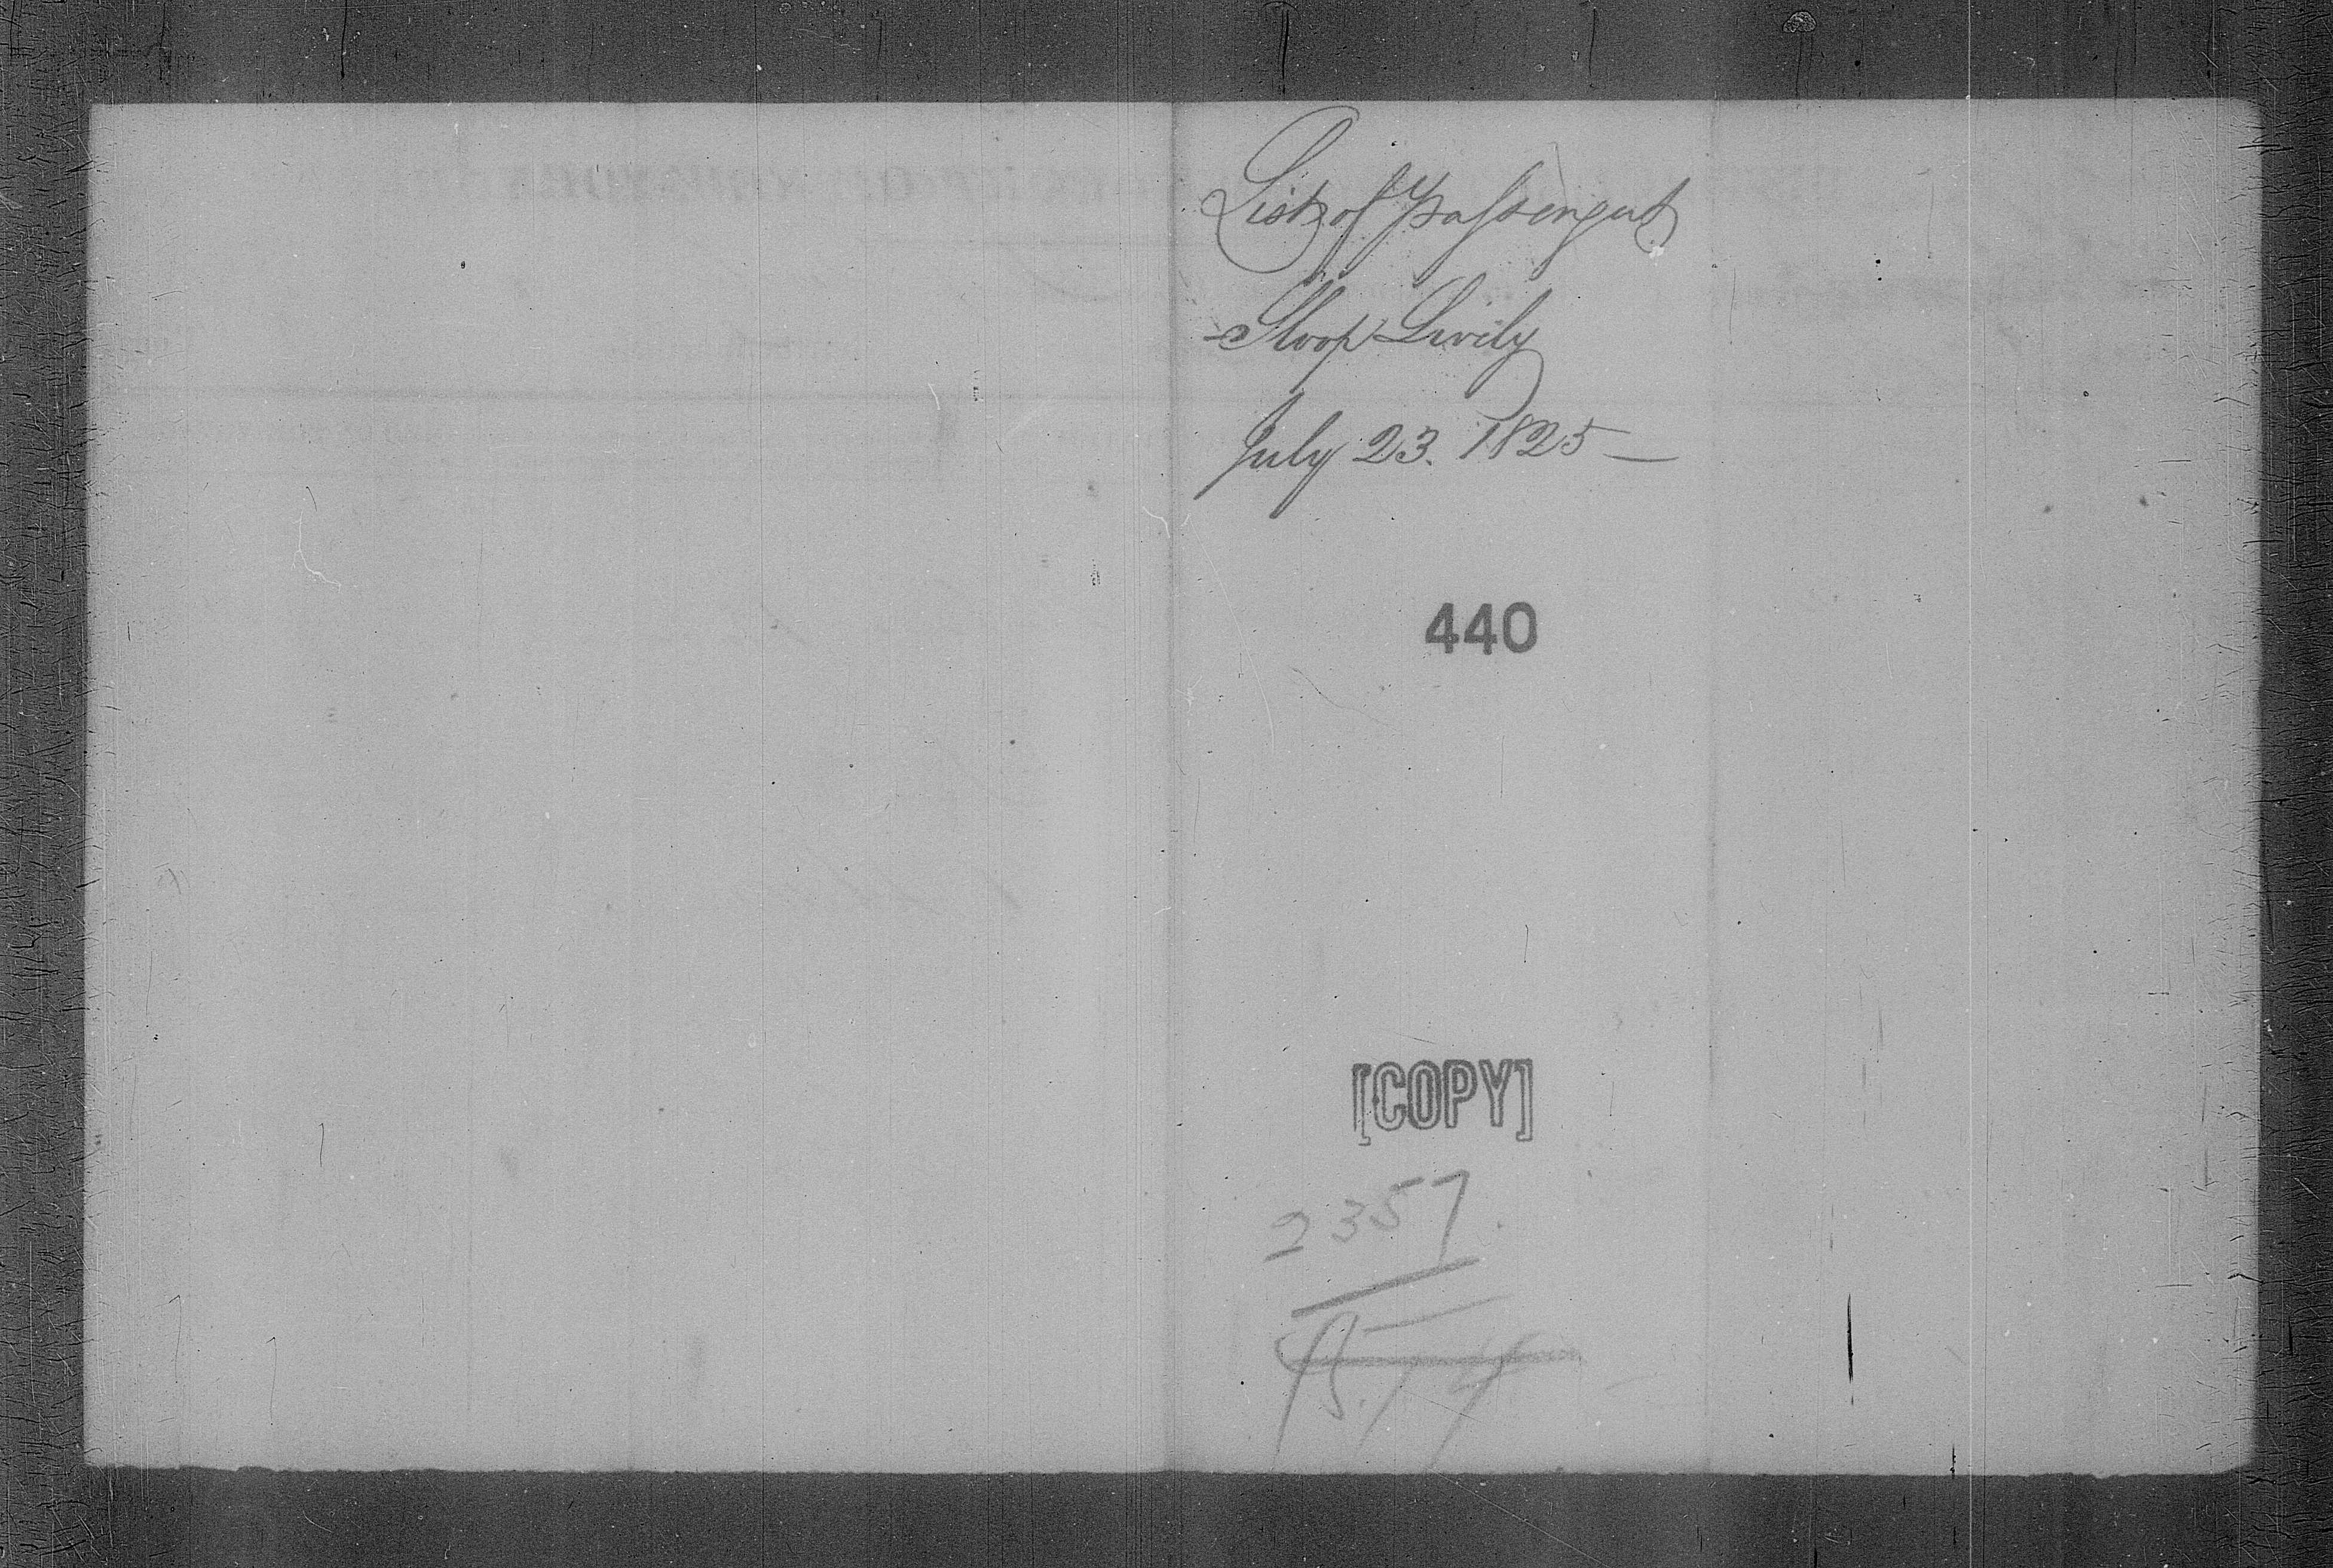 List of Passengers
Sloop Lively
July 23. 1825 —
440
[COPY]
2357.